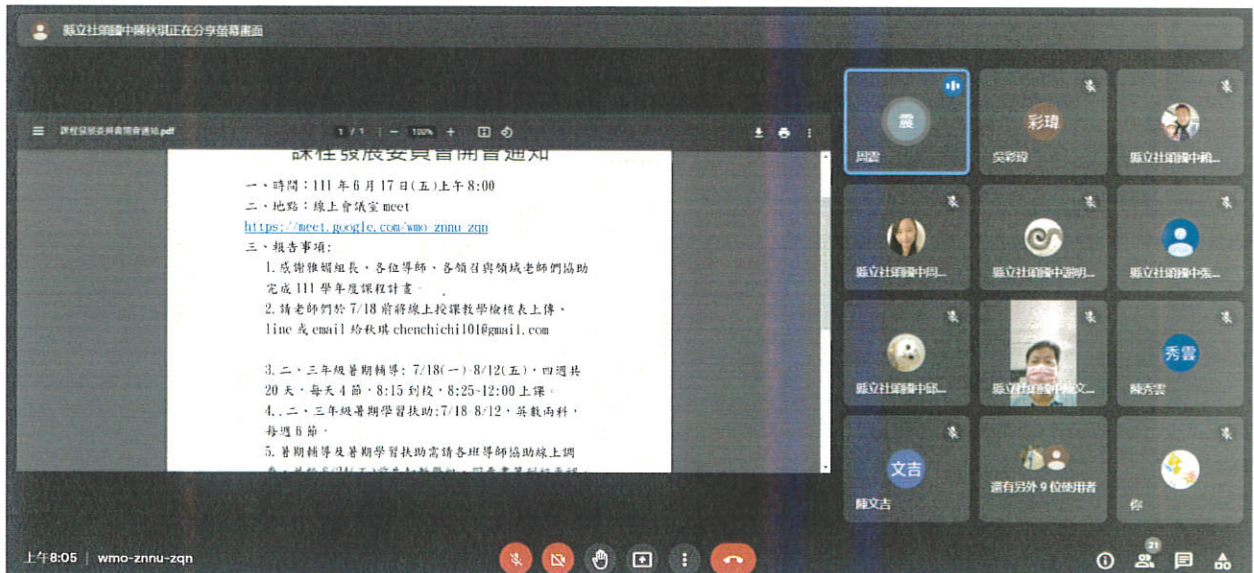 縣立社頭國中陳秋琪正在分享螢幕畫面
課程發展委員會開會通知.pdf
1 / 1
100%
課程發展委員會開會通知
一、時間：111 年 6 月 17 日(五)上午 8:00
二、地點：線上會議室 meet
https://meet.google.com/wmo-znnu-zqn
三、報告事項:
1. 感謝雅媚組長、各位導師、各領召與領域老師們協助
完成 111 學年度課程計畫。
2. 請老師們於 7/18 前將線上授課教學檢核表上傳、
line 或 email 給秋琪 chenchichi101@gmail.com
3. 二、三年級暑期輔導: 7/18(一)-8/12(五)，四週共
20 天，每天 4 節，8:15 到校，8:25-12:00 上課。
4..二、三年級暑期學習扶助:7/18-8/12，英數兩科，
每週 6 節。
5. 暑期輔導及暑期學習扶助需請各班導師協助線上調
震
周震
彩瑋
吳彩瑋
縣立社頭國中賴...
縣立社頭國中周...
縣立社頭國中謝明...
縣立社頭國中張...
縣立社頭國中邱...
縣立社頭國中 文...
秀雲
陳秀雲
文吉
陳文吉
還有另外 9 位使用者
你
上午8:05 | wmo-znnu-zqn
21